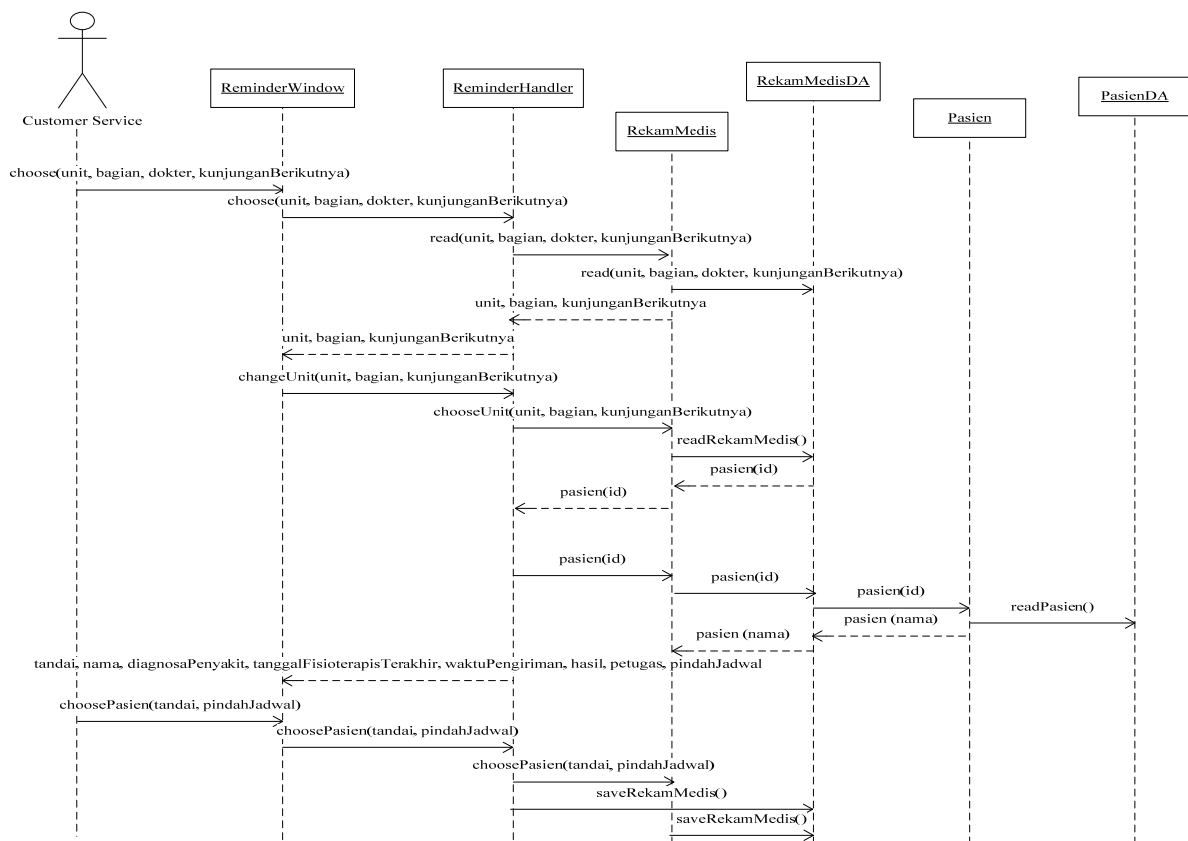 RekamMedisDA
ReminderWindow
ReminderHandler
PasienDA
Pasien
Customer Service
RekamMedis
choose(unit, bagian, dokter, kunjunganBerikutnya)
choose(unit, bagian, dokter, kunjunganBerikutnya)
read(unit, bagian, dokter, kunjunganBerikutnya)
read(unit, bagian, dokter, kunjunganBerikutnya)
unit, bagian, kunjunganBerikutnya
unit, bagian, kunjunganBerikutnya
changeUnit(unit, bagian, kunjunganBerikutnya)
chooseUnit(unit, bagian, kunjunganBerikutnya)
readRekamMedis()
pasien(id)
pasien(id)
pasien(id)
pasien(id)
pasien(id)
readPasien()
pasien (nama)
pasien (nama)
tandai, nama, diagnosaPenyakit, tanggalFisioterapisTerakhir, waktuPengiriman, hasil, petugas, pindahJadwal
choosePasien(tandai, pindahJadwal)
choosePasien(tandai, pindahJadwal)
choosePasien(tandai, pindahJadwal)
saveRekamMedis()
saveRekamMedis()